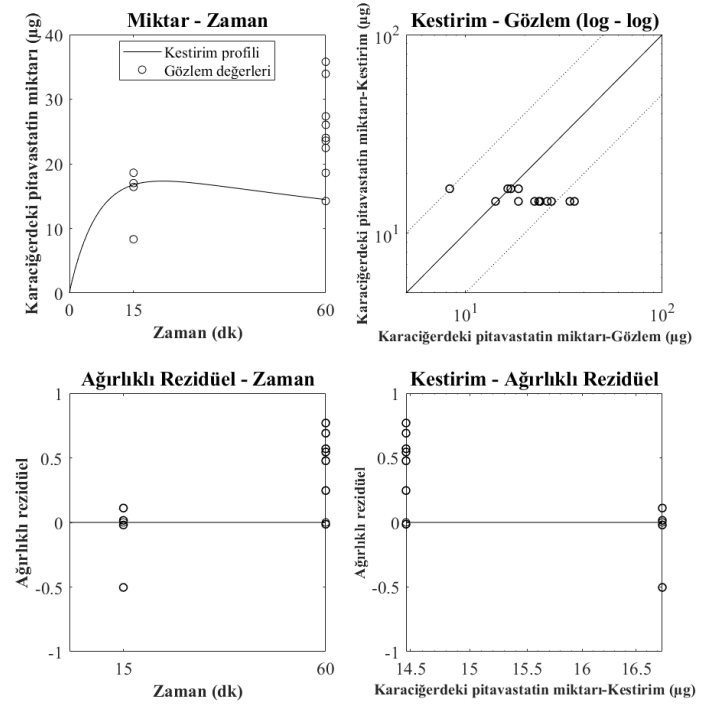 Miktar - Zaman
Karaciğerdeki pitavastatin miktarı (µg)
40
30
20
10
0
Kestirim profili
Gözlem değerleri
0
15
60
Zaman (dk)
Kestirim - Gözlem (log - log)
Karaciğerdeki pitavastatin miktarı-Kestirim (µg)
10²
10¹
10¹
10²
Karaciğerdeki pitavastatin miktarı-Gözlem (µg)
Ağırlıklı Rezidüel - Zaman
Ağırlıklı rezidüel
1
0.5
0
-0.5
-1
15
60
Zaman (dk)
Kestirim - Ağırlıklı Rezidüel
Ağırlıklı rezidüel
1
0.5
0
-0.5
-1
14.5
15
15.5
16
16.5
Karaciğerdeki pitavastatin miktarı-Kestirim (µg)